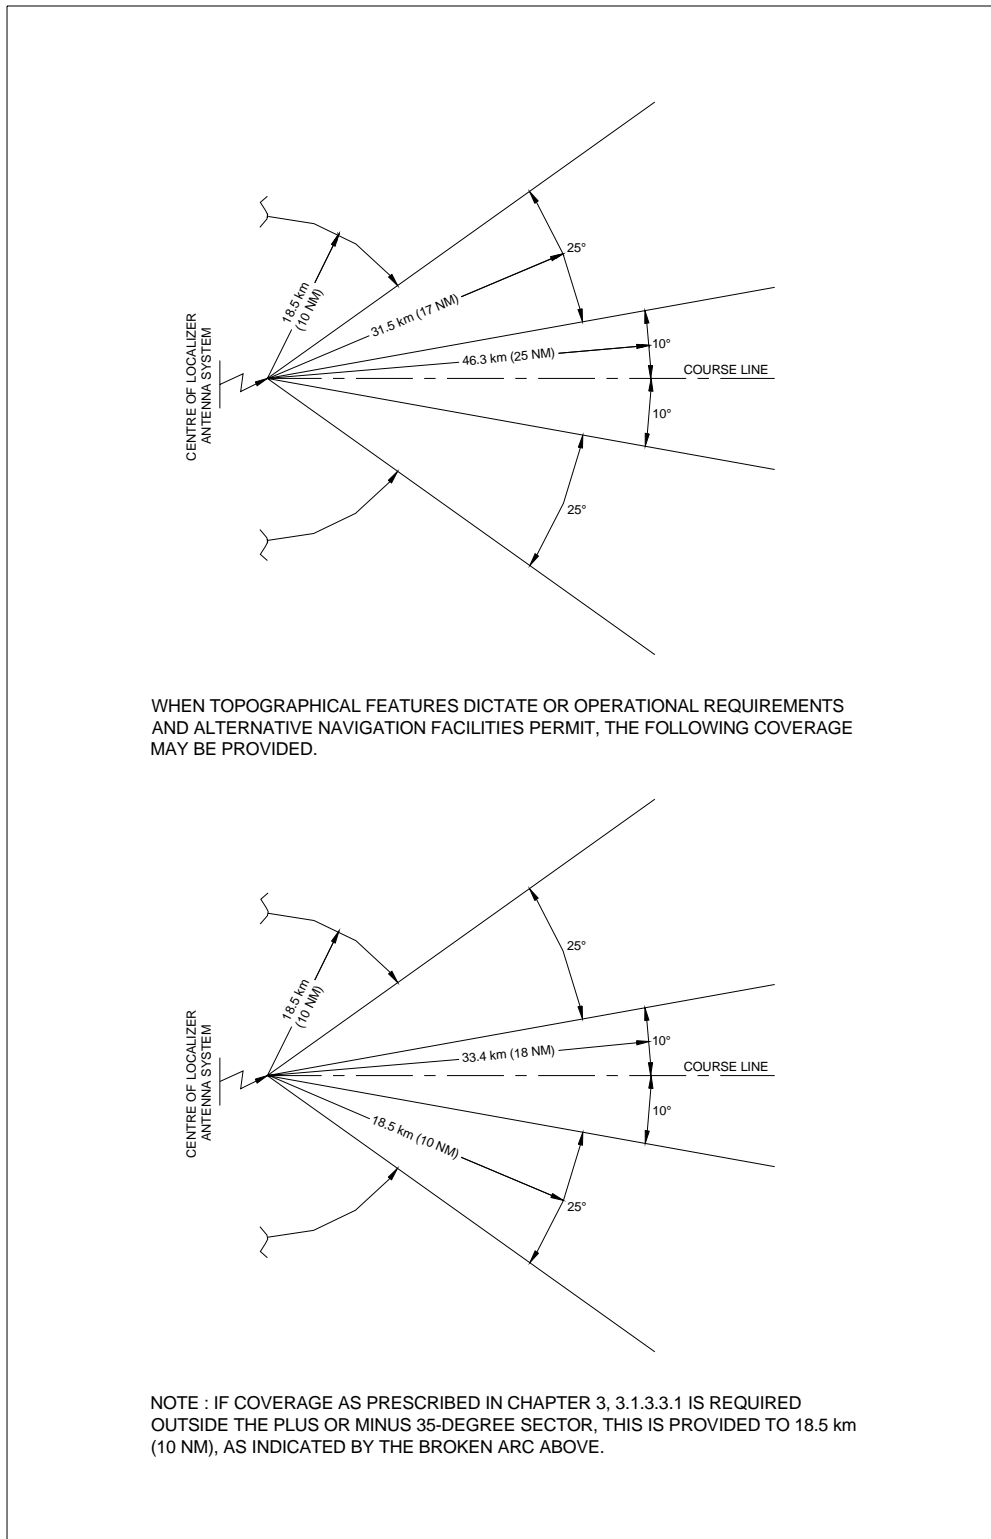 25°
18.5 km
(10 NM)
31.5 km (17 NM)
CENTRE OF LOCALIZER
ANTENNA SYSTEM
10°
46.3 km (25 NM)
COURSE LINE
10°
25°
WHEN TOPOGRAPHICAL FEATURES DICTATE OR OPERATIONAL REQUIREMENTS
AND ALTERNATIVE NAVIGATION FACILITIES PERMIT, THE FOLLOWING COVERAGE
MAY BE PROVIDED.
25°
18.5 km
(10 NM)
CENTRE OF LOCALIZER
ANTENNA SYSTEM
10°
33.4 km (18 NM)
COURSE LINE
10°
18.5 km (10 NM)
25°
NOTE : IF COVERAGE AS PRESCRIBED IN CHAPTER 3, 3.1.3.3.1 IS REQUIRED
OUTSIDE THE PLUS OR MINUS 35-DEGREE SECTOR, THIS IS PROVIDED TO 18.5 km
(10 NM), AS INDICATED BY THE BROKEN ARC ABOVE.